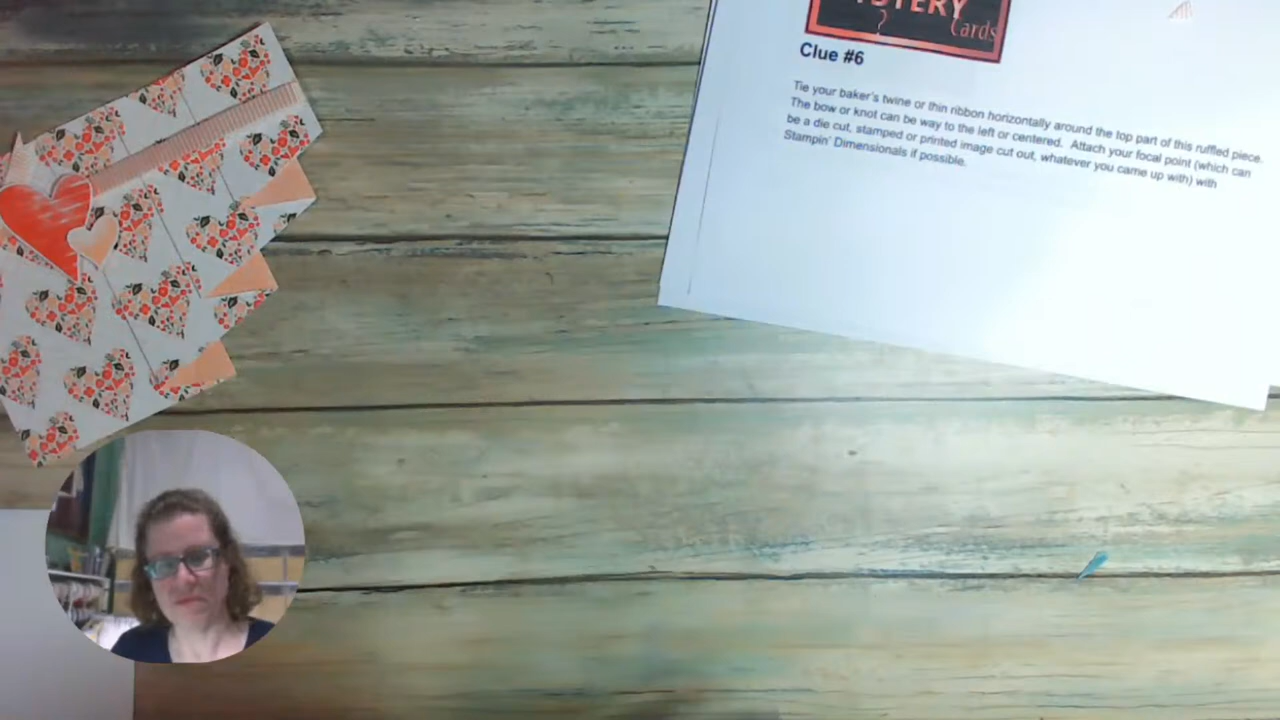 MYSTERY
?
Cards
Clue #6
Tie your baker's twine or thin ribbon horizontally around the top part of this ruffled piece.
The bow or knot can be way to the left or centered. Attach your focal point (which can
be a die cut, stamped or printed image cut out, whatever you came up with) with
Stampin' Dimensionals if possible.